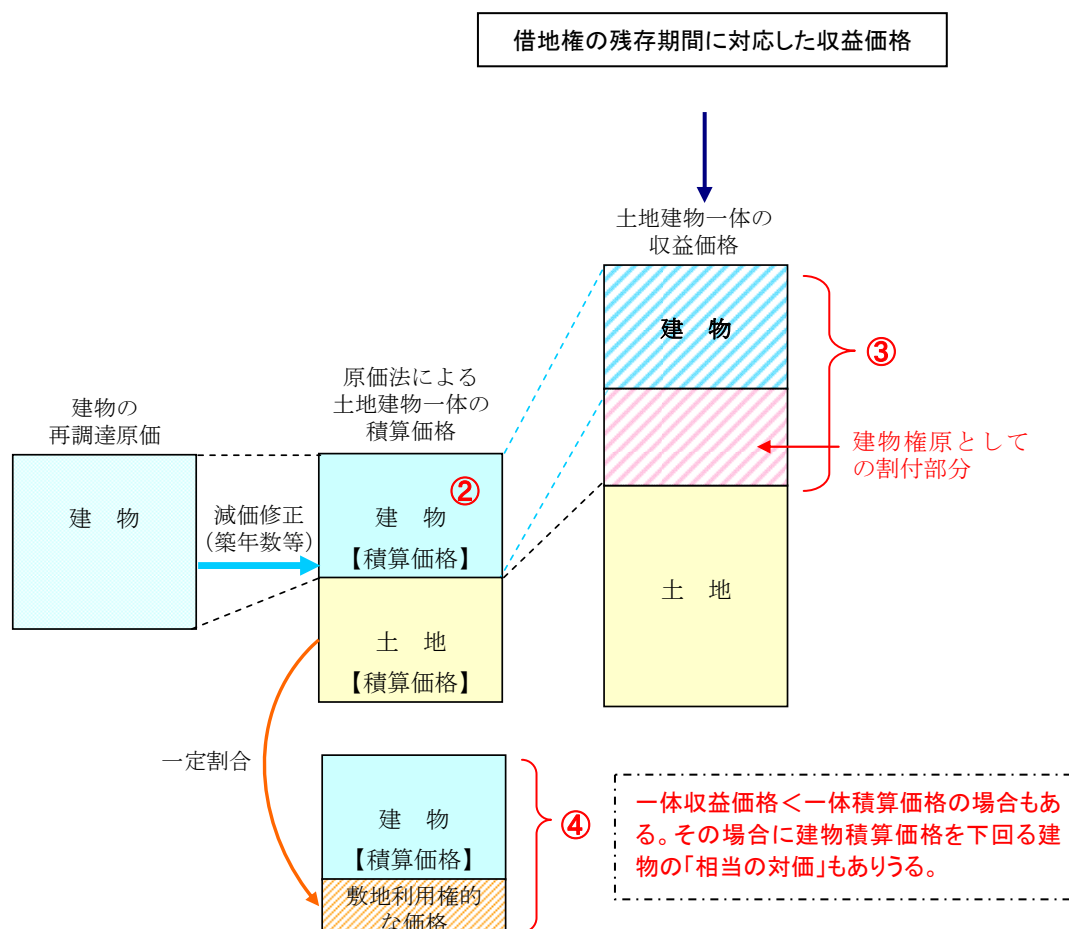 借地権の残存期間に対応した収益価格
土地建物一体の
収益価格
建 物
③
建物権原として
の割付部分
土 地
原価法による
土地建物一体の
積算価格
建物の
再調達原価
建 物
減価修正
(築年数等)
②
建 物
【積算価格】
土 地
【積算価格】
一定割合
建 物
【積算価格】
敷地利用権的
な価格
④
一体収益価格＜一体積算価格の場合もあ
る。その場合に建物積算価格を下回る建
物の「相当の対価」もありうる。